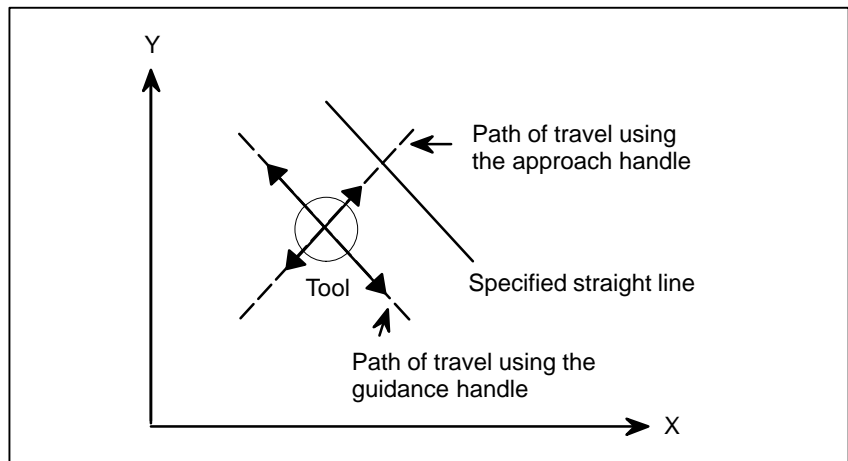 Y
Path of travel using
the approach handle
Tool
Specified straight line
Path of travel using the
guidance handle
X